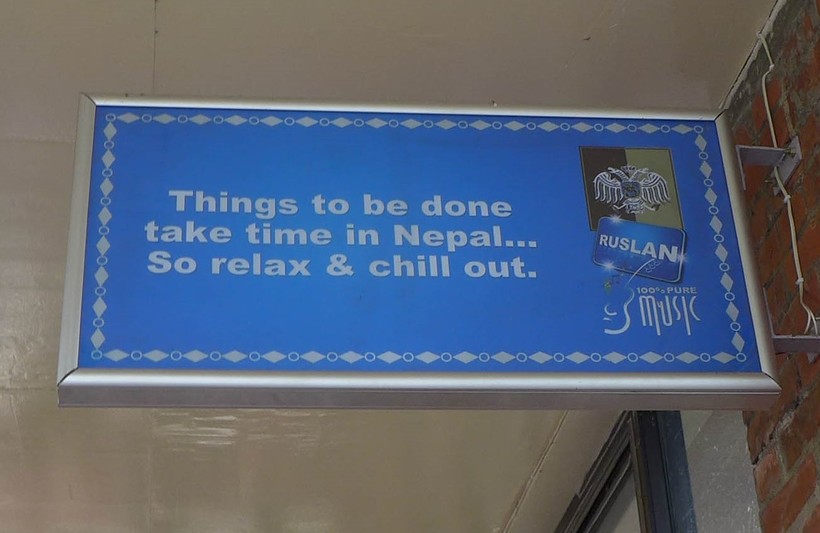 Things to be done
take time in Nepal...
So relax & chill out.
RUSLAN
100% PURE
MUSIC